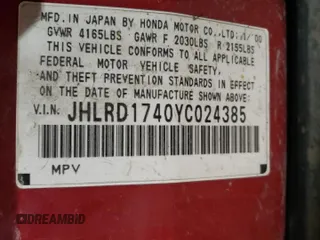 MFD. IN JAPAN BY HONDA MOTOR CO.,LTD. 1/'00
GVWR 4165LBS GAWR F 2030LBS R 2155LBS
THIS VEHICLE CONFORMS TO ALL APPLICABLE
FEDERAL MOTOR VEHICLE SAFETY,
AND THEFT PREVENTION STANDARDS IN EFFECT
ON THE DATE OF MANUFACTURE SHOWN ABOVE
V.I.N. JHLRD1740YC024385
MPV
DREAMBID